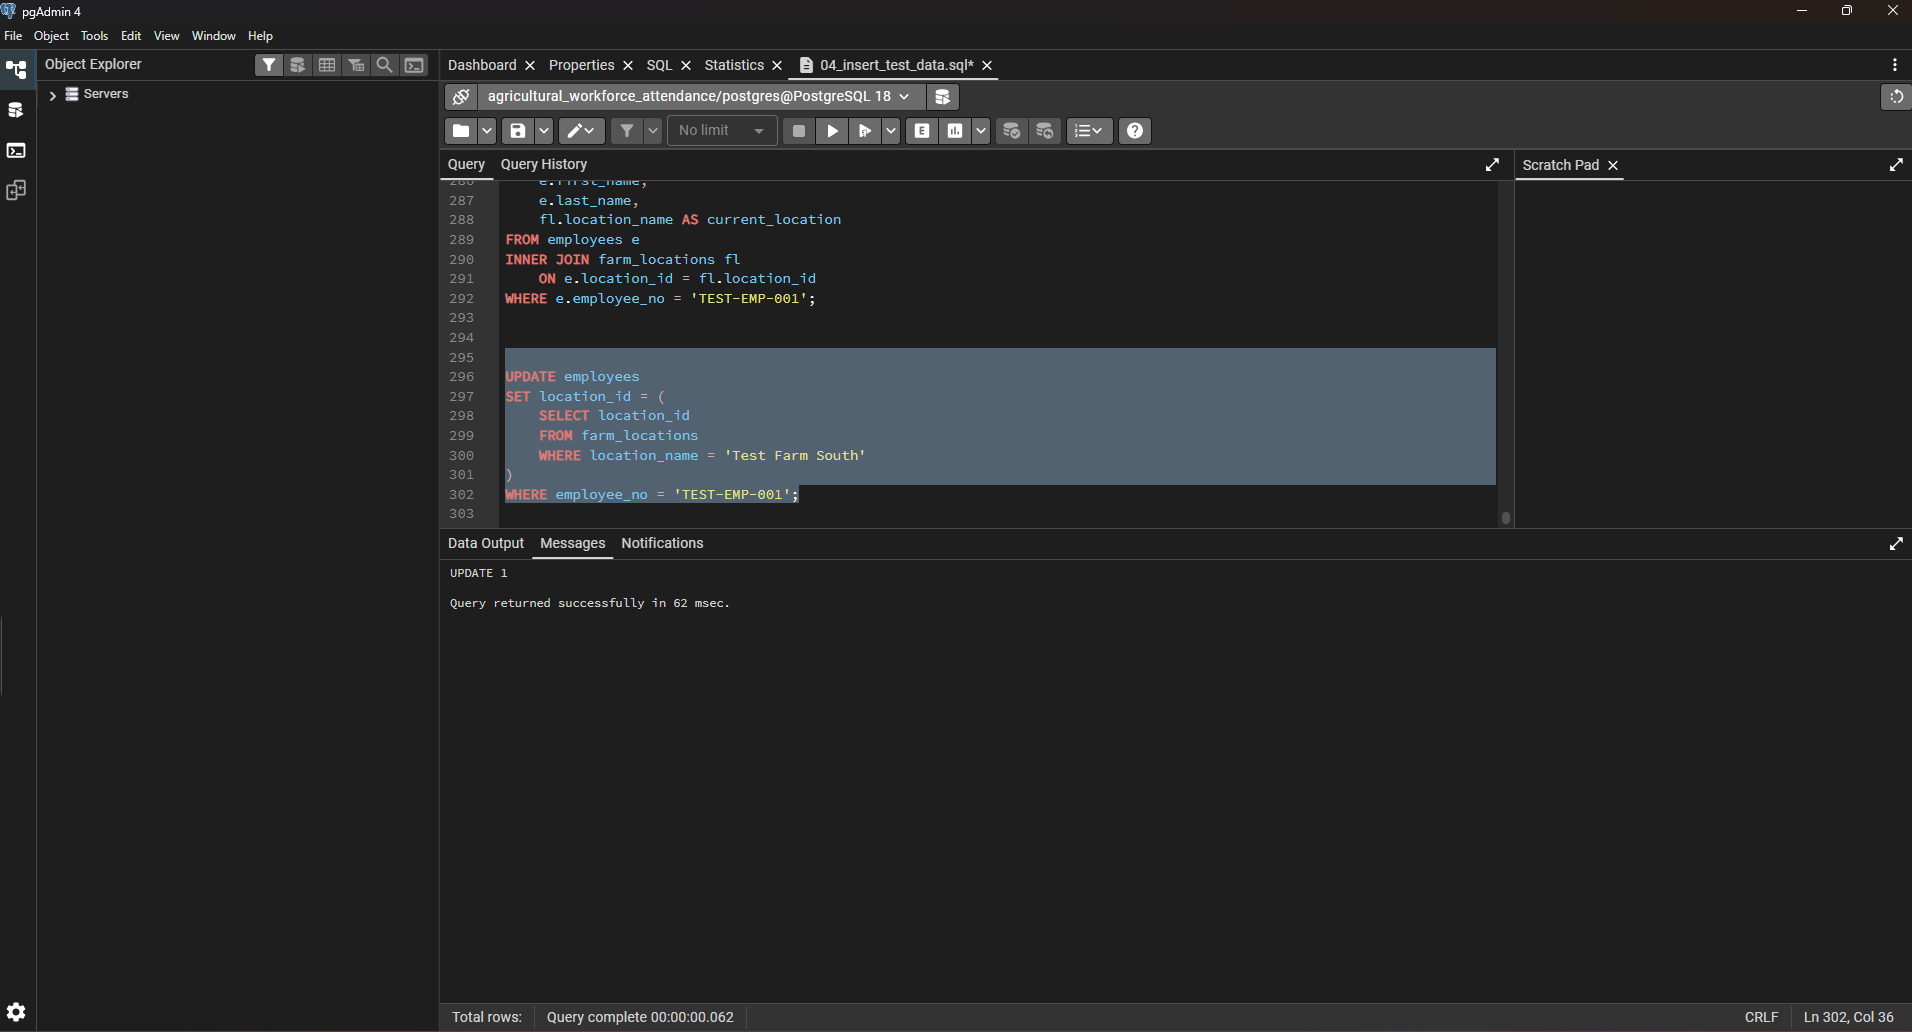 pgAdmin 4
File Object Tools Edit View Window Help
Object Explorer
Servers
Dashboard Properties SQL Statistics 04_insert_test_data.sql*
agricultural_workforce_attendance/postgres@PostgreSQL 18
No limit
E
Query Query History
Scratch Pad
286 e.first_name,
287 e.last_name,
288 fl.location_name AS current_location
289 FROM employees e
290 INNER JOIN farm_locations fl
291 ON e.location_id = fl.location_id
292 WHERE e.employee_no = 'TEST-EMP-001';
293
294
295
296 UPDATE employees
297 SET location_id = (
298 SELECT location_id
299 FROM farm_locations
300 WHERE location_name = 'Test Farm South'
301 )
302 WHERE employee_no = 'TEST-EMP-001';
303
Data Output Messages Notifications
UPDATE 1
Query returned successfully in 62 msec.
Total rows: Query complete 00:00:00.062
CRLF Ln 302, Col 36